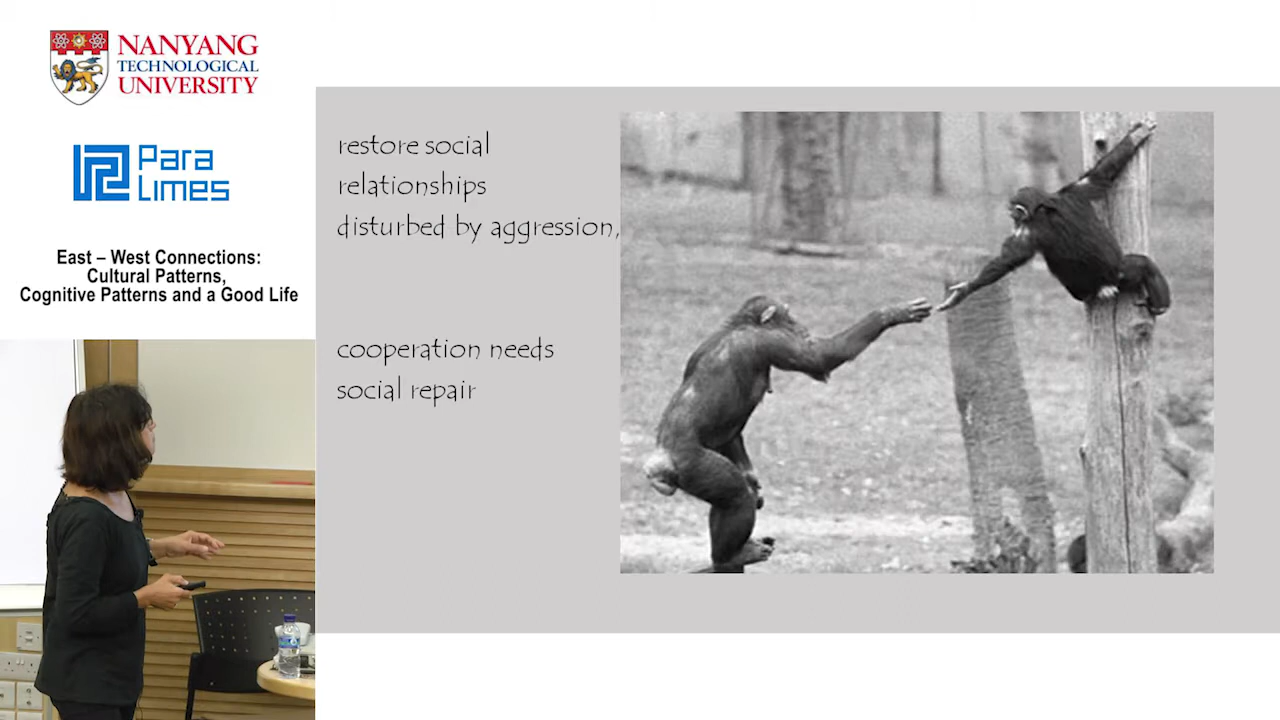 NANYANG
TECHNOLOGICAL
UNIVERSITY
Para
Limes
East – West Connections:
Cultural Patterns,
Cognitive Patterns and a Good Life
restore social
relationships
disturbed by aggression,
cooperation needs
social repair